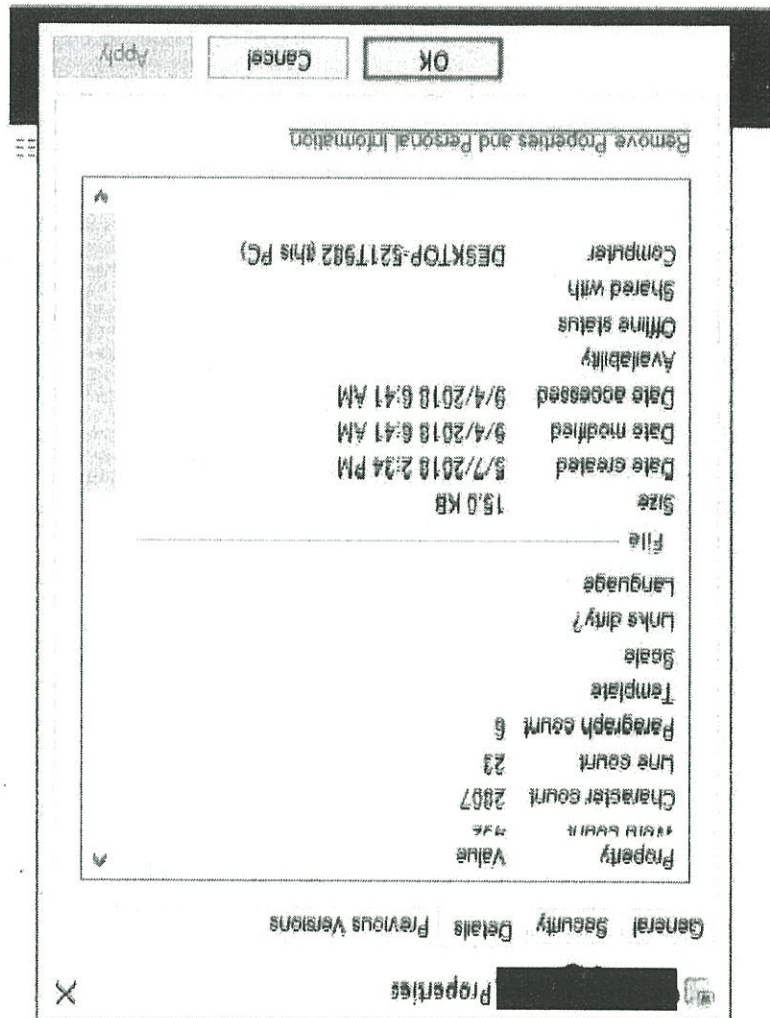 Properties
General Security Details Previous Versions
Property Value
Character count 2807
Line count 23
Paragraph count 6
Template
Scale
Links dirty?
Language
File
Size 15.0 KB
Date created 5/7/2018 2:34 PM
Date modified 9/4/2018 6:41 AM
Date accessed 9/4/2018 6:41 AM
Availability
Offline status
Shared with
Computer DESKTOP-521T982 (this PC)
Remove Properties and Personal Information
OK Cancel Apply